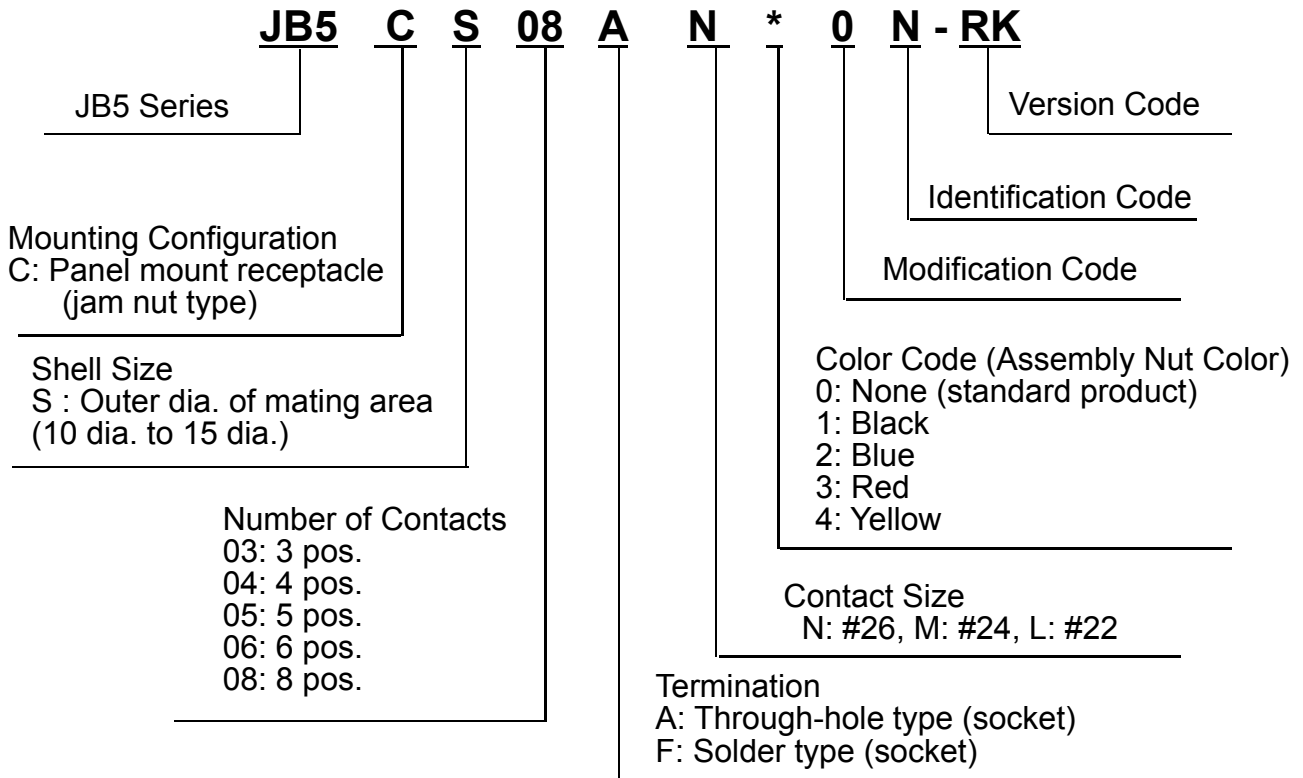 JB5 C S 08 A N * 0 N - RK
JB5 Series
Version Code
Identification Code
Mounting Configuration
C: Panel mount receptacle
(jam nut type)
Modification Code
Shell Size
S : Outer dia. of mating area
(10 dia. to 15 dia.)
Color Code (Assembly Nut Color)
0: None (standard product)
1: Black
2: Blue
3: Red
4: Yellow
Number of Contacts
03: 3 pos.
04: 4 pos.
05: 5 pos.
06: 6 pos.
08: 8 pos.
Contact Size
N: #26, M: #24, L: #22
Termination
A: Through-hole type (socket)
F: Solder type (socket)